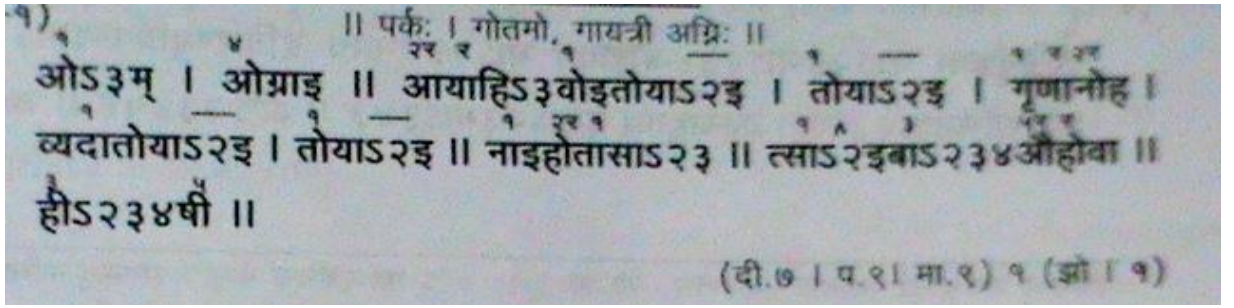 १)
॥ पर्कः । गोतमो, गायत्री अग्निः ॥
ओऽ३म् । ओग्नाइ ॥ आयाहिऽ३वोइतोयाऽ२इ । तोयाऽ२इ । गृणानोह ।
व्यदातोयाऽ२इ । तोयाऽ२इ ॥ नाइहोतासाऽ२३ ॥ त्साऽ२इबाऽ२३४औहोवा ॥
हीऽ२३४षी ॥
(दी.७ । प.९। मा.९) १ (झो । १)